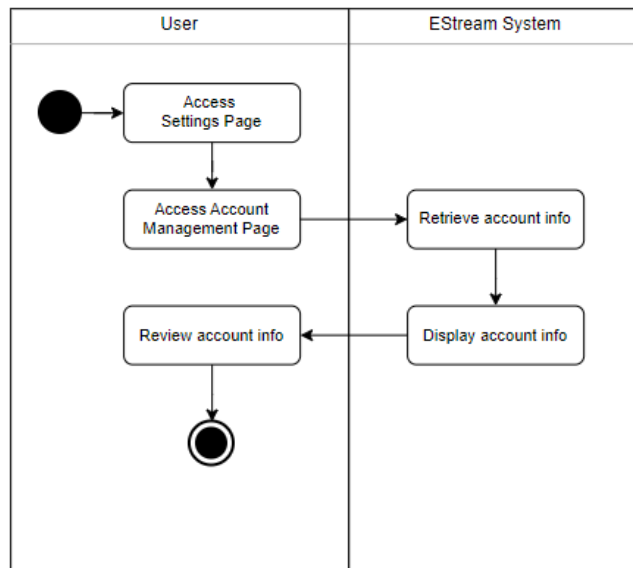 User
EStream System
Access
Settings Page
Access Account
Management Page
Retrieve account info
Review account info
Display account info